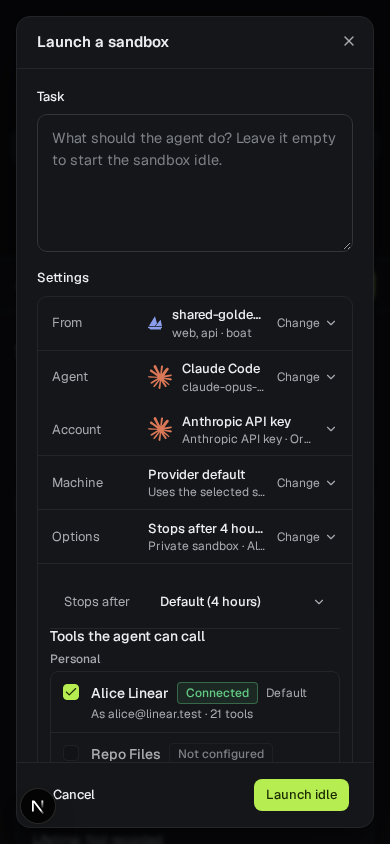 Launch a sandbox
Task
What should the agent do? Leave it empty
to start the sandbox idle.
Settings
From
shared-golde...
web, api · boat
Change
Agent
Claude Code
claude-opus-...
Change
Account
Anthropic API key
Anthropic API key · Or...
Machine
Provider default
Uses the selected s...
Change
Options
Stops after 4 hou...
Private sandbox · Al...
Change
Stops after
Default (4 hours)
Tools the agent can call
Personal
Alice Linear
Connected
Default
As alice@linear.test · 21 tools
Repo Files
Not configured
N
Cancel
Launch idle